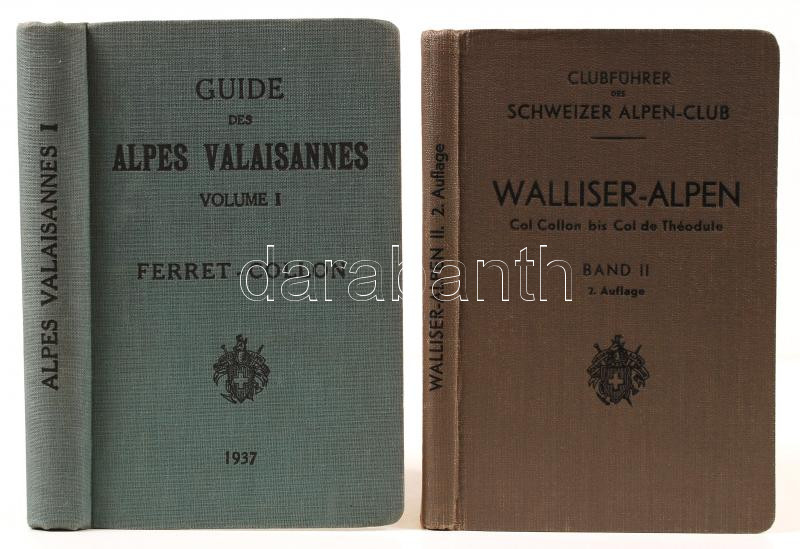 ALPES VALAISANNES I
GUIDE
DES
ALPES VALAISANNES
VOLUME I
FERRET-COLLON
1937
WALLISER-ALPEN II. 2. Auflage
CLUBFÜHRER
DES
SCHWEIZER ALPEN-CLUB
WALLISER-ALPEN
Col Collon bis Col de Théodule
BAND II
2. Auflage
darabanth